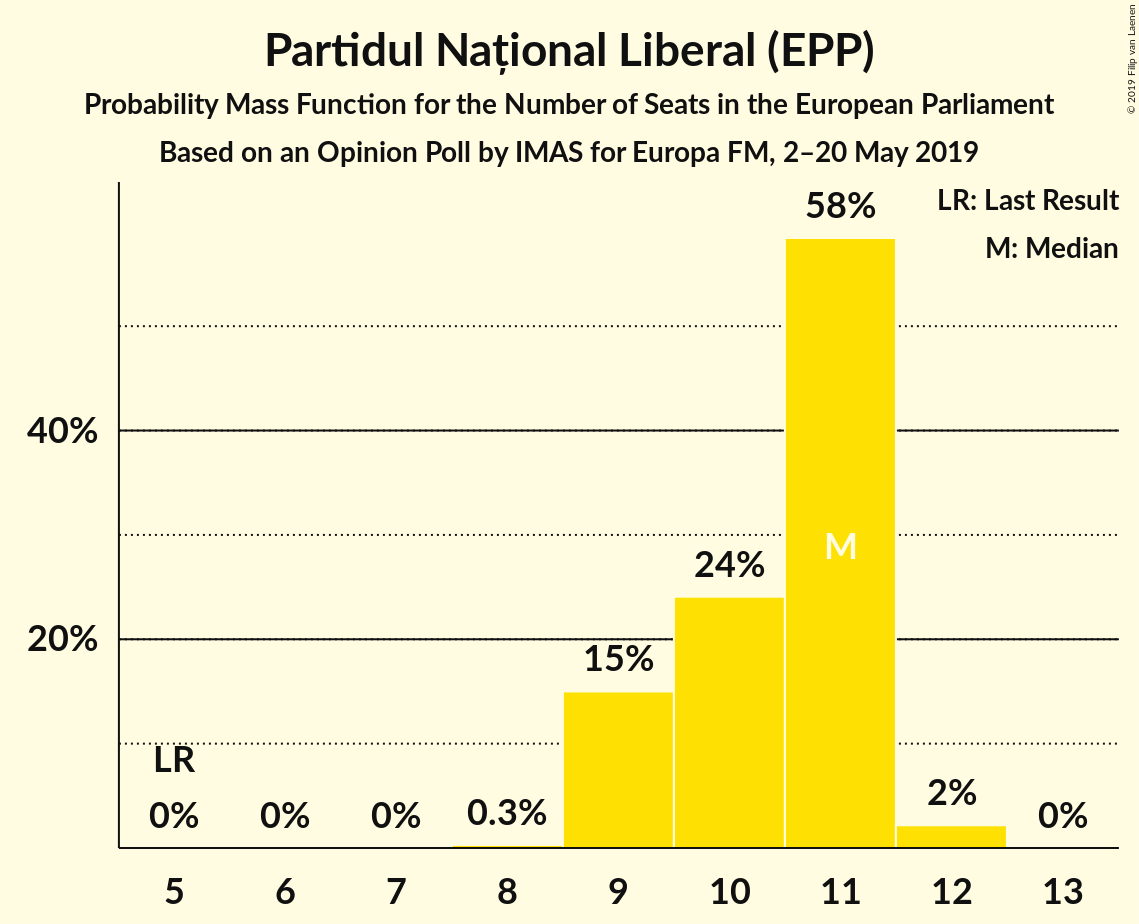 Partidul Național Liberal (EPP)
Probability Mass Function for the Number of Seats in the European Parliament
Based on an Opinion Poll by IMAS for Europa FM, 2–20 May 2019
© 2019 Filip van Laenen
LR: Last Result
M: Median
58%
40%
M
24%
20%
15%
LR
0%
0%
0%
0.3%
2%
0%
5 6 7 8 9 10 11 12 13